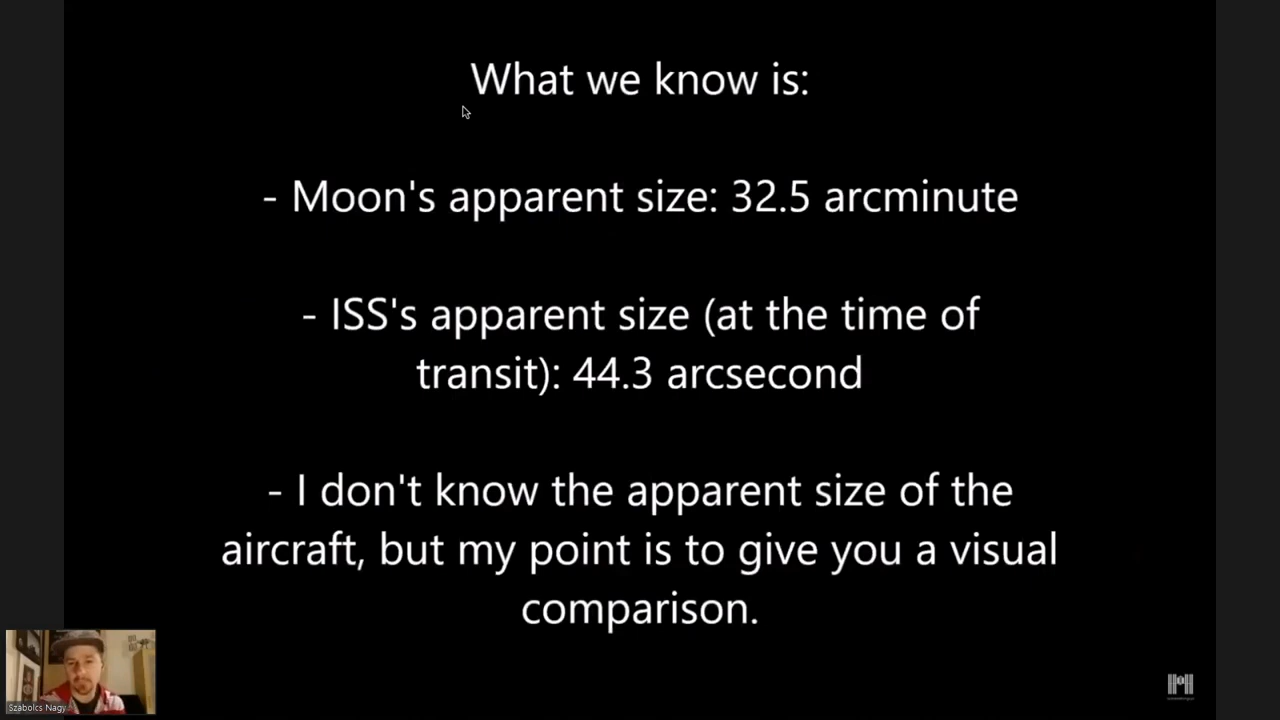 What we know is:
- Moon's apparent size: 32.5 arcminute
- ISS's apparent size (at the time of
transit): 44.3 arcsecond
- I don't know the apparent size of the
aircraft, but my point is to give you a visual
comparison.
Szabolcs Nagy